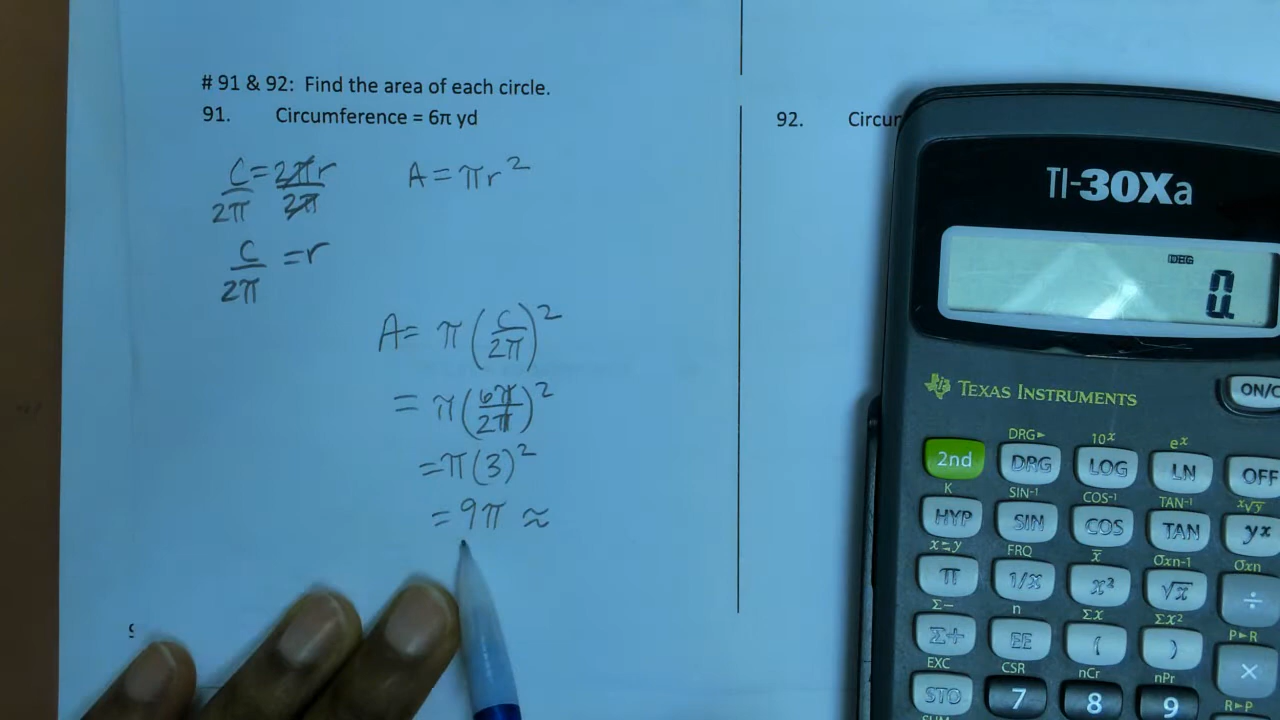 # 91 & 92: Find the area of each circle.
91. Circumference = 6π yd
92. Circum
C = 2πr
2π 2π
A = πr²
C/2π = r
A = π(C/2π)²
= π(6π/2π)²
= π(3)²
= 9π ≈
TI-30Xa
DEG
0.
TEXAS INSTRUMENTS
ON/C
DRG► 10ˣ eˣ
2nd DRG LOG LN OFF
K SIN⁻¹ COS⁻¹ TAN⁻¹ x√y
HYP SIN COS TAN yx
x⇆y FRQ x̄ σxn-1 σxn
π 1/x x² √x ÷
Σ- n Σx Σx² P►R
Σ+ EE ( ) ×
EXC CSR nCr nPr R►P
STO 7 8 9
SUM